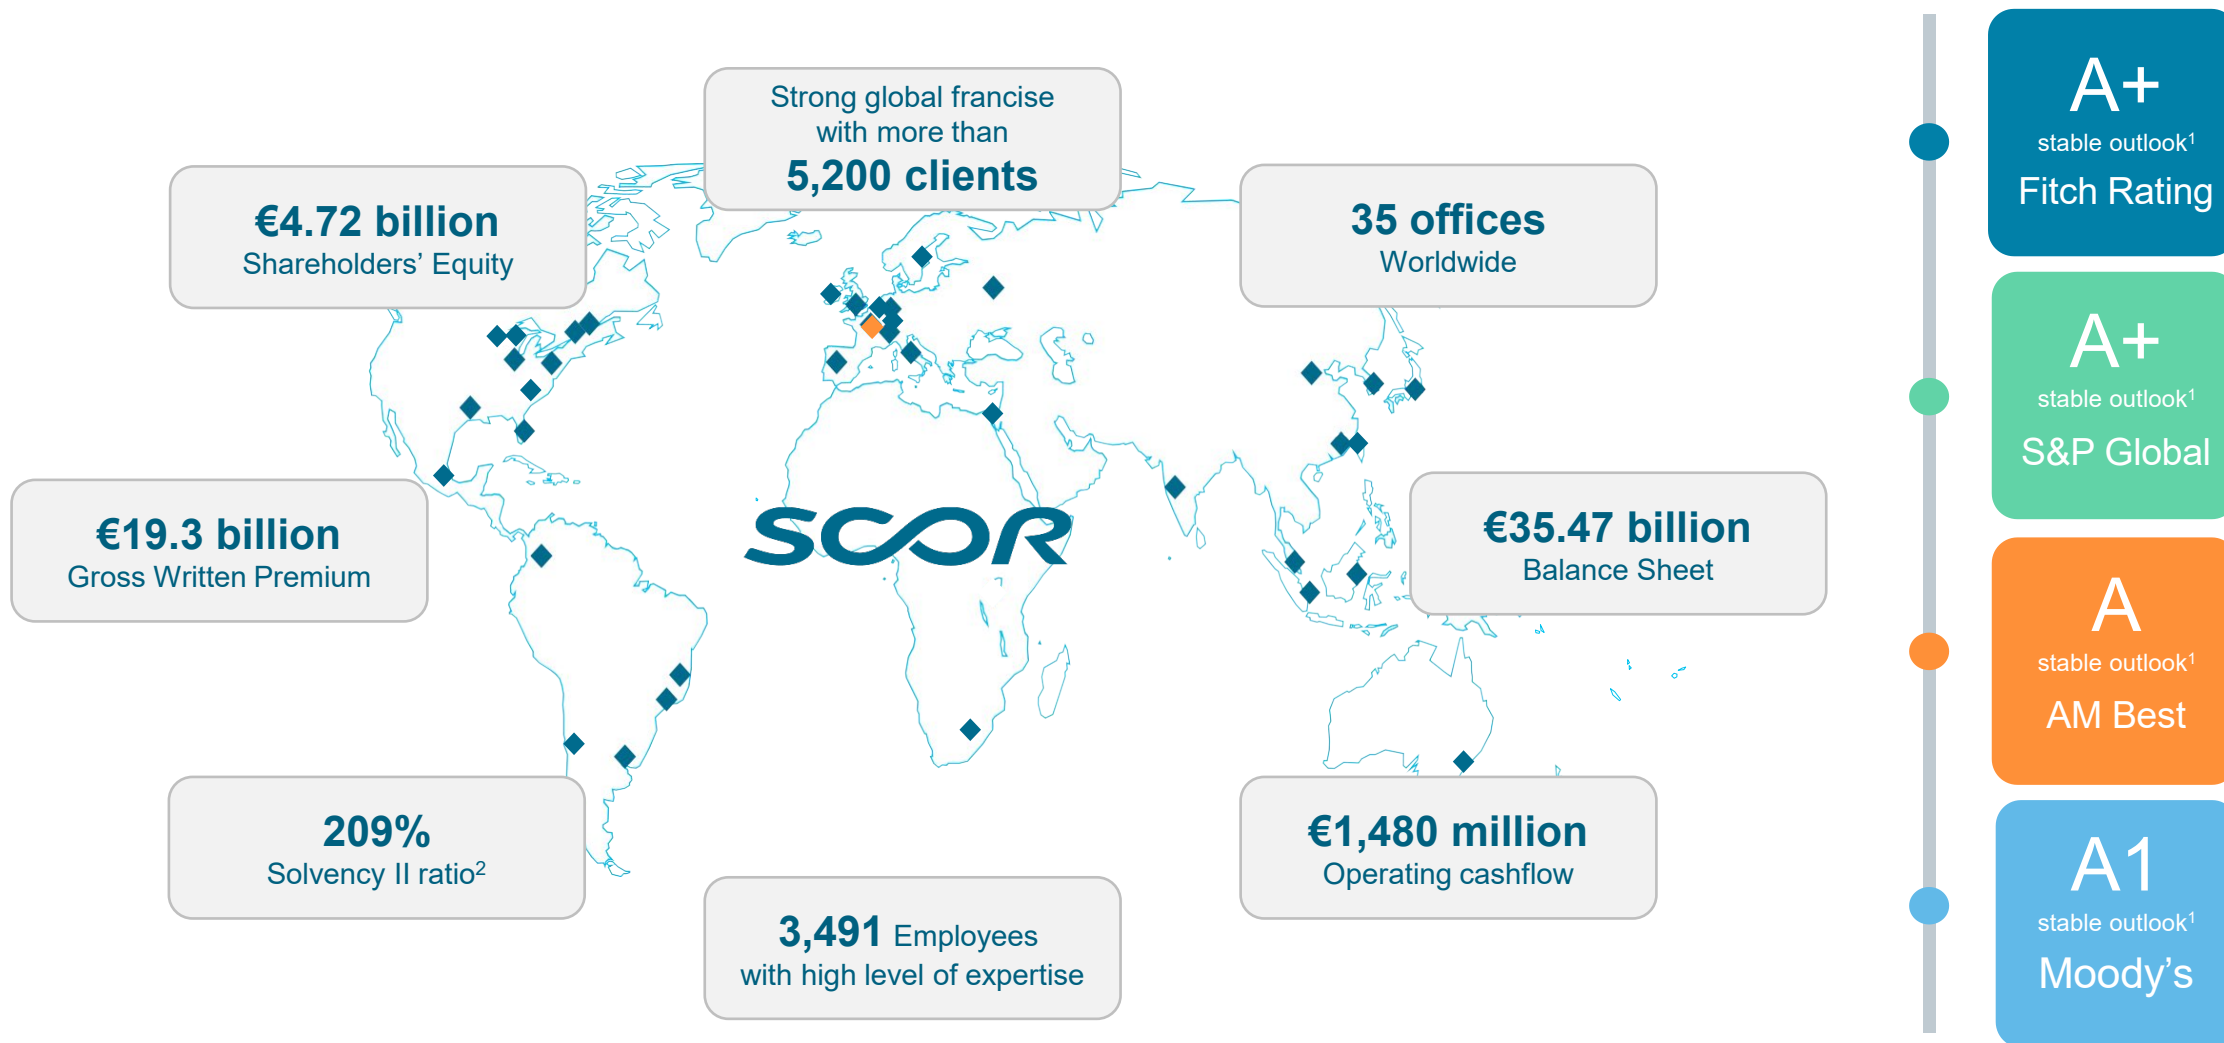 Strong global francise
with more than
5,200 clients
€4.72 billion
Shareholders’ Equity
35 offices
Worldwide
€19.3 billion
Gross Written Premium
SCOR
€35.47 billion
Balance Sheet
209%
Solvency II ratio²
€1,480 million
Operating cashflow
3,491 Employees
with high level of expertise
A+
stable outlook¹
Fitch Rating
A+
stable outlook¹
S&P Global
A
stable outlook¹
AM Best
A1
stable outlook¹
Moody’s